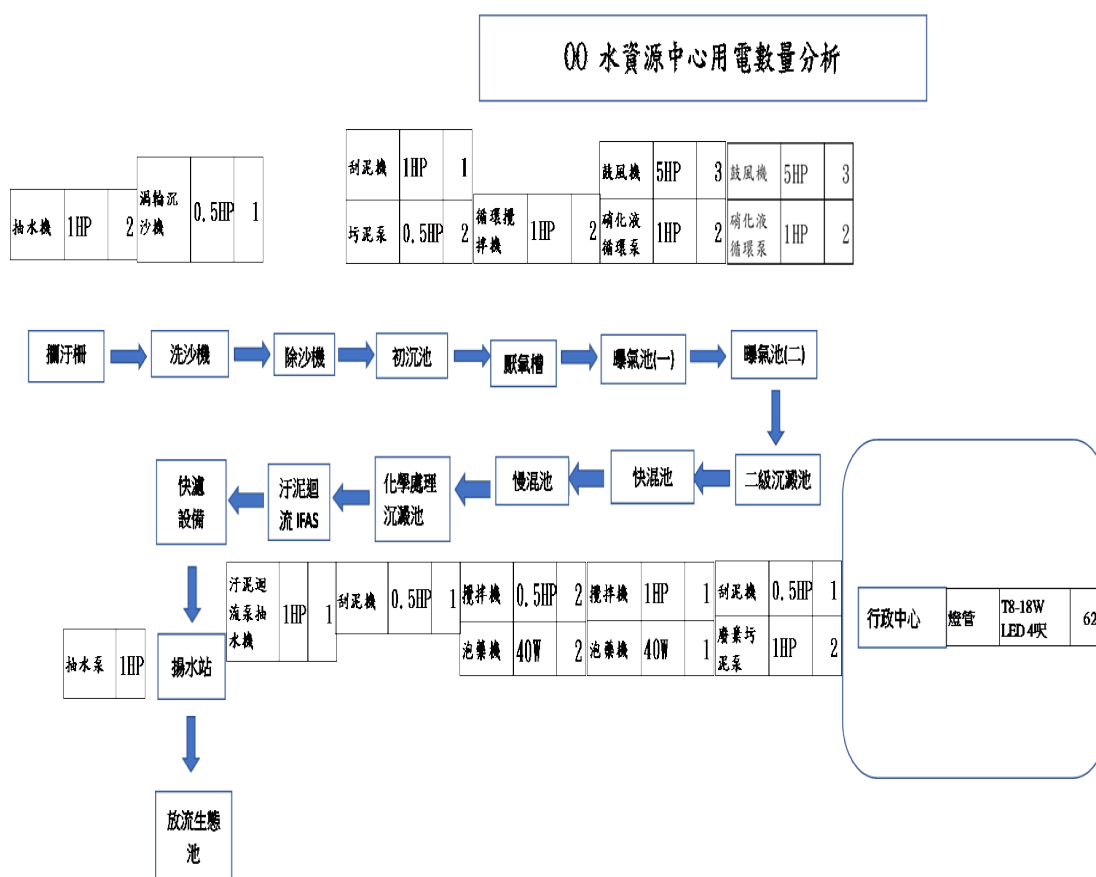 OO 水資源中心用電數量分析
抽水機 1HP 2
渦輪沉沙機 0.5HP 1
刮泥機 1HP 1
污泥泵 0.5HP 2
循環攪拌機 1HP 2
鼓風機 5HP 3
硝化液循環泵 1HP 2
鼓風機 5HP 3
硝化液循環泵 1HP 2
攔汙柵
洗沙機
除沙機
初沉池
厭氧槽
曝氣池(一)
曝氣池(二)
二級沉澱池
快混池
慢混池
化學處理
沉澱池
汙泥迴
流 IFAS
快濾
設備
汙泥迴流泵抽水機 1HP 1
刮泥機 0.5HP 1
攪拌機 0.5HP 2
泡藥機 40W 2
攪拌機 1HP 1
泡藥機 40W 1
刮泥機 0.5HP 1
廢棄污泥泵 1HP 2
行政中心 燈管 T8-18W LED 4呎 62
抽水泵 1HP
揚水站
放流生態
池